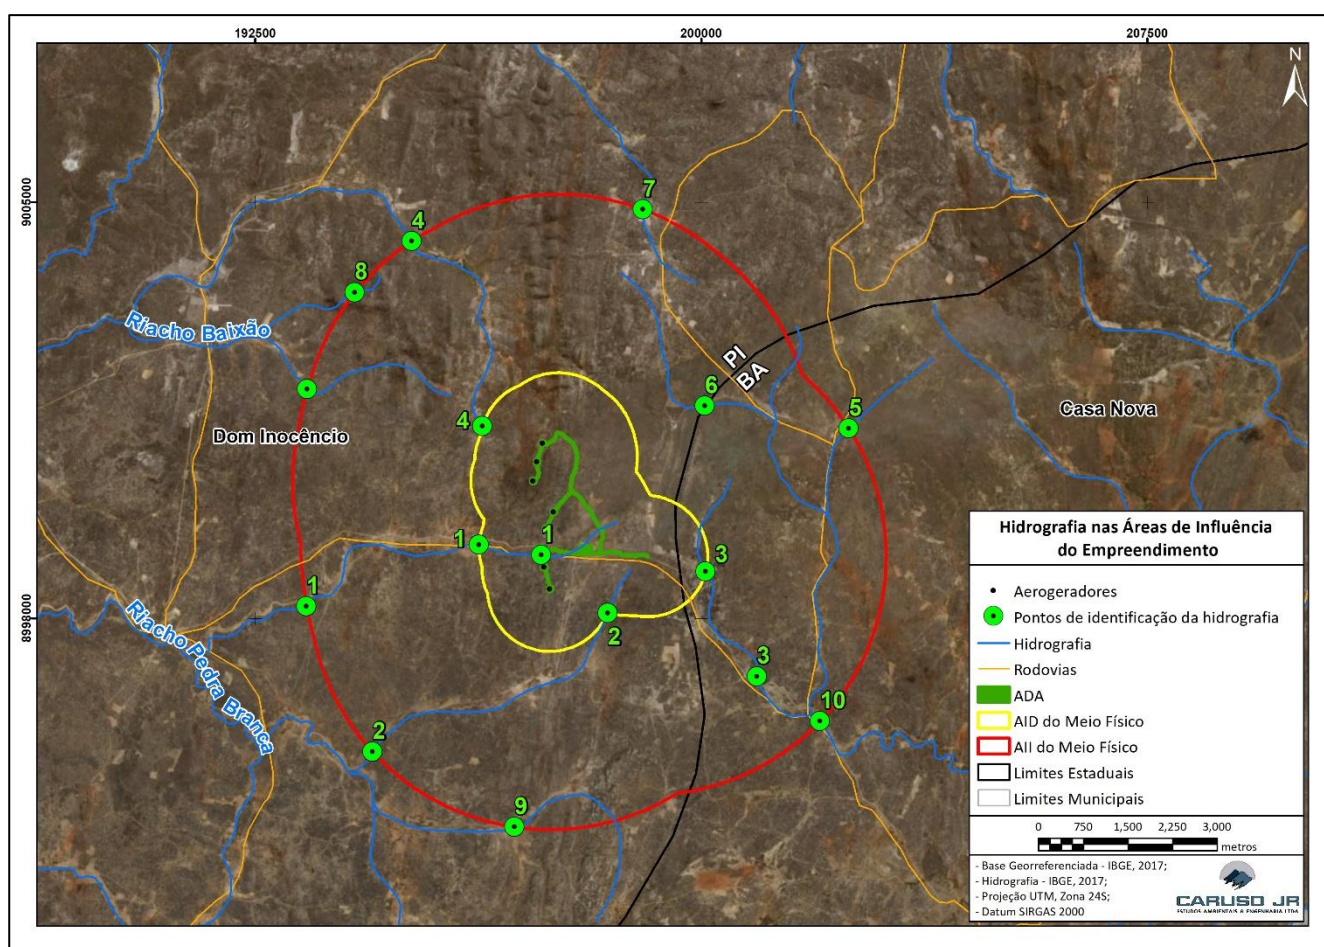 192500
200000
207500
N
9005000
8998000
7
4
8
Riacho Baixão
PI
BA
6
5
Casa Nova
4
Dom Inocêncio
1
1
3
1
2
Riacho Pedra Branca
3
10
2
9
Hidrografia nas Áreas de Influência
do Empreendimento
Aerogeradores
Pontos de identificação da hidrografia
Hidrografia
Rodovias
ADA
AID do Meio Físico
AII do Meio Físico
Limites Estaduais
Limites Municipais
0 750 1,500 2,250 3,000
metros
- Base Georreferenciada - IBGE, 2017;
- Hidrografia - IBGE, 2017;
- Projeção UTM, Zona 24S;
- Datum SIRGAS 2000
CARUSO JR
ESTUDOS AMBIENTAIS & ENGENHARIA LTDA